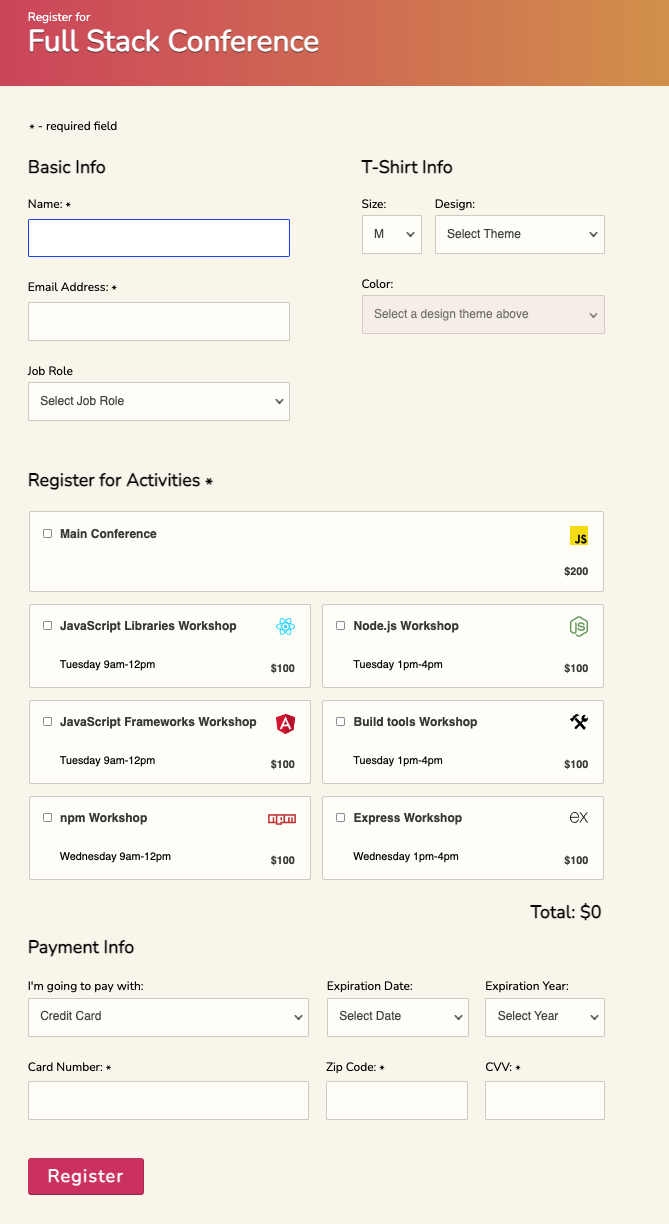 Register for
Full Stack Conference
* - required field
Basic Info
Name: *
Email Address: *
Job Role
Select Job Role
T-Shirt Info
Size:
M
Design:
Select Theme
Color:
Select a design theme above
Register for Activities *
Main Conference
JS
$200
JavaScript Libraries Workshop
Tuesday 9am-12pm
$100
Node.js Workshop
JS
Tuesday 1pm-4pm
$100
JavaScript Frameworks Workshop
A
Tuesday 9am-12pm
$100
Build tools Workshop
Tuesday 1pm-4pm
$100
npm Workshop
npm
Wednesday 9am-12pm
$100
Express Workshop
ex
Wednesday 1pm-4pm
$100
Total: $0
Payment Info
I'm going to pay with:
Credit Card
Expiration Date:
Select Date
Expiration Year:
Select Year
Card Number: *
Zip Code: *
CVV: *
Register